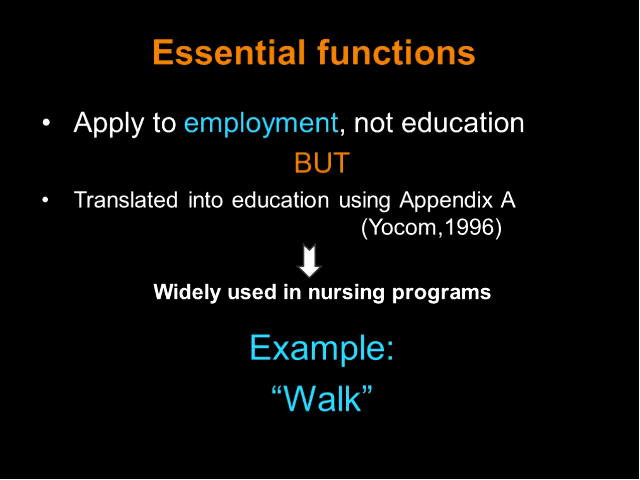 Essential functions
• Apply to employment, not education
BUT
• Translated into education using Appendix A
(Yocom,1996)
Widely used in nursing programs
Example:
“Walk”